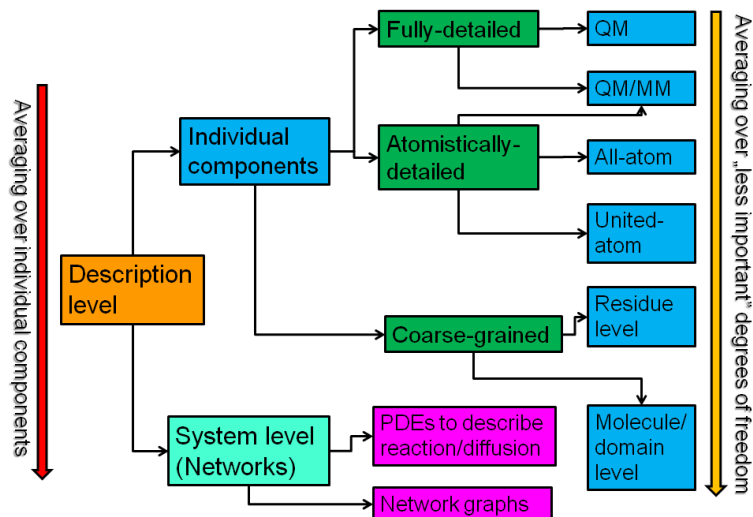 Averaging over individual components
Description
level
Individual
components
System level
(Networks)
Fully-detailed
Atomistically-
detailed
Coarse-grained
PDEs to describe
reaction/diffusion
Network graphs
QM
QM/MM
All-atom
United-
atom
Residue
level
Molecule/
domain
level
Averaging over „less important“ degrees of freedom